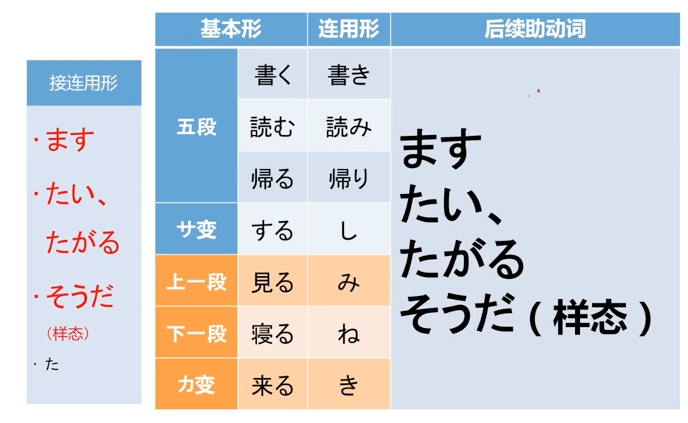 接连用形
・ます
・たい、
たがる
・そうだ
（样态）
・た
基本形 连用形 后续助动词
五段 書く 書き
読む 読み
帰る 帰り
サ变 する し
上一段 見る み
下一段 寝る ね
カ变 来る き
ます
たい、
たがる
そうだ（样态）